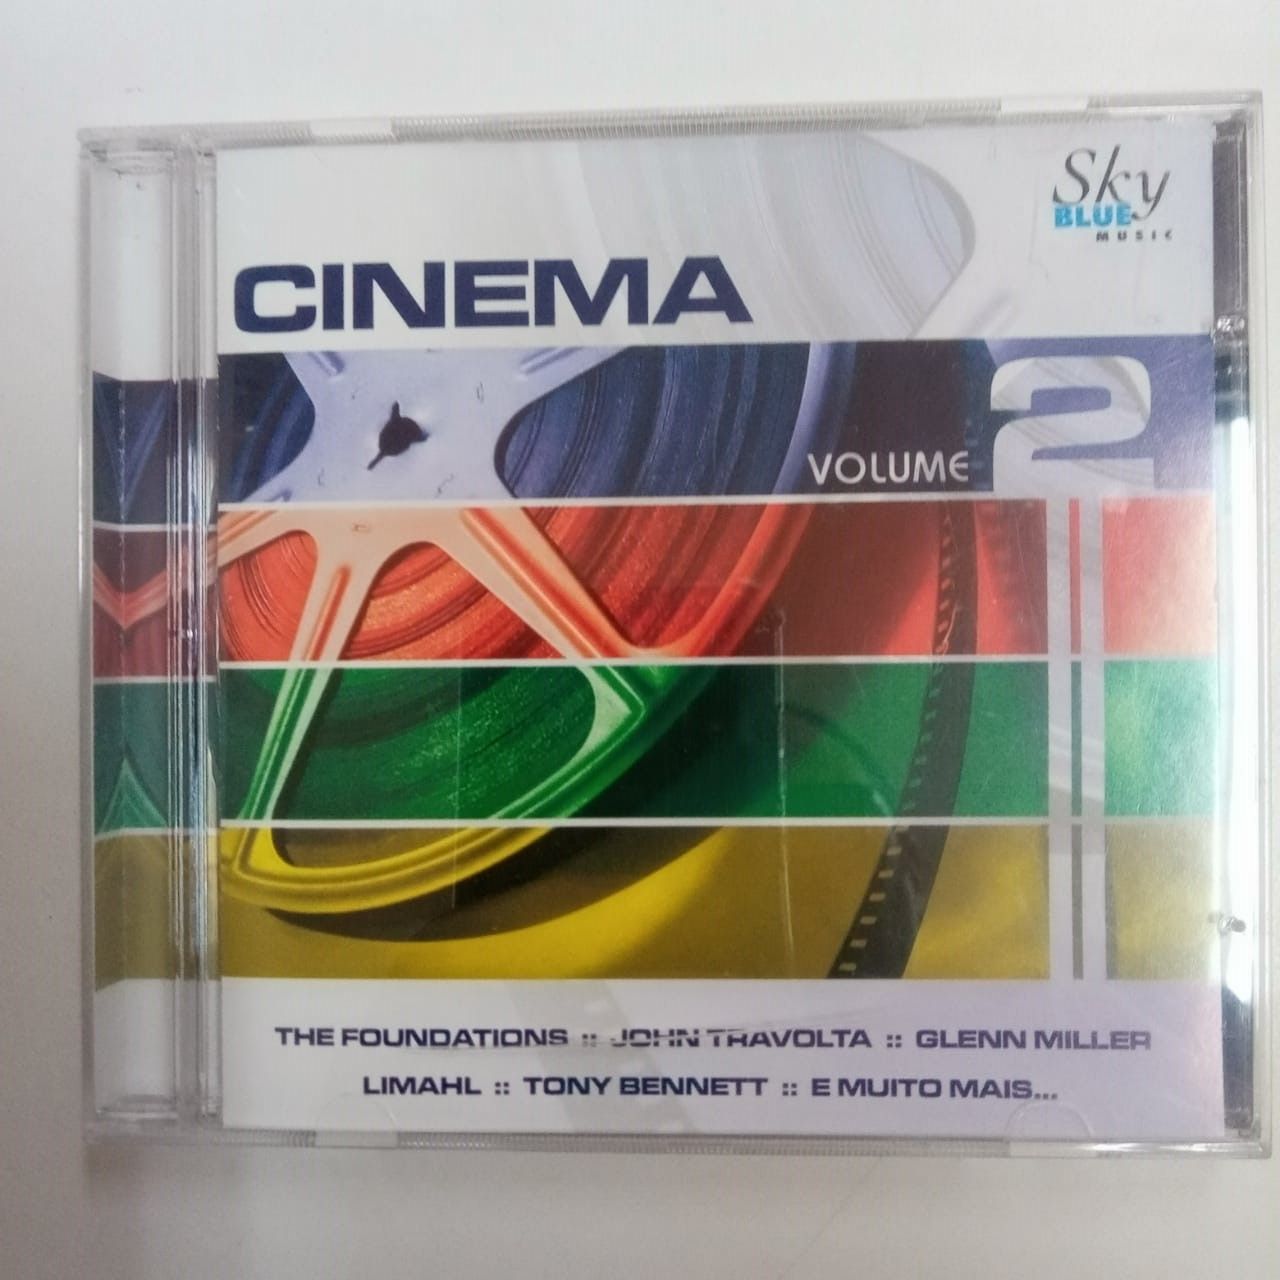 Sky
BLUE
MUSIC
CINEMA
VOLUME 2
THE FOUNDATIONS :: JOHN TRAVOLTA :: GLENN MILLER
LIMAHL :: TONY BENNETT :: E MUITO MAIS...